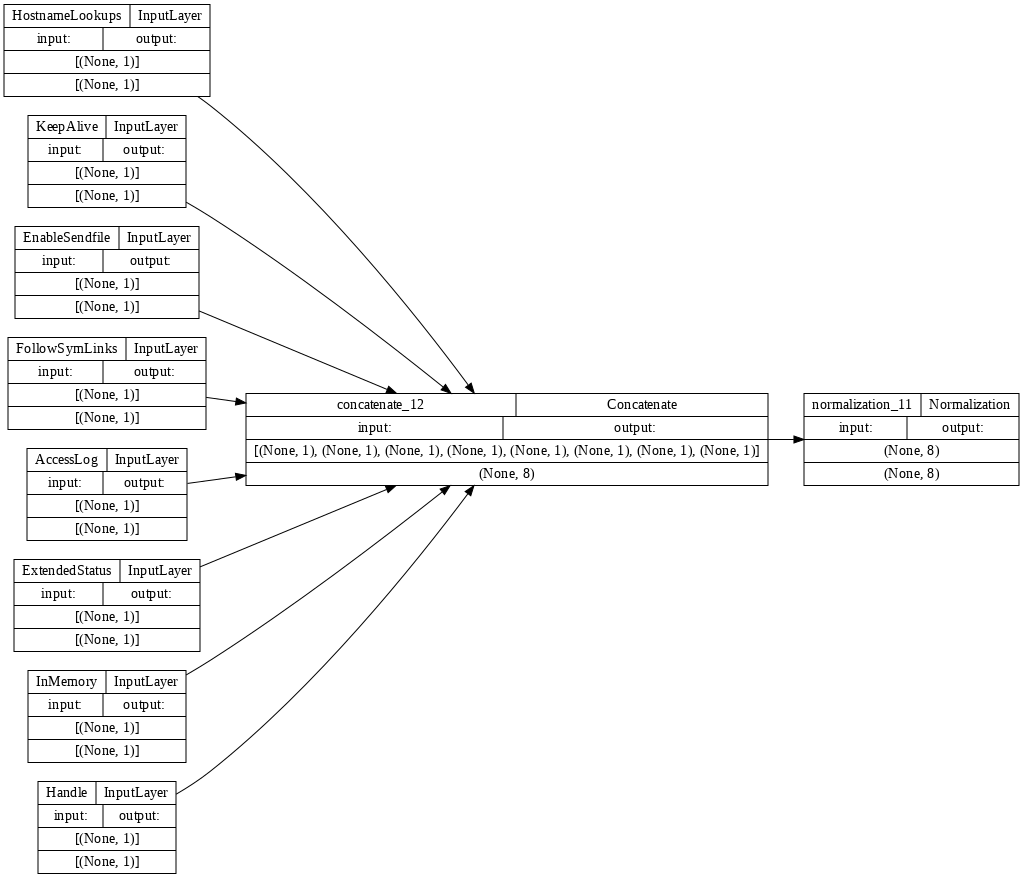 HostnameLookups InputLayer
input: output:
[(None, 1)]
[(None, 1)]
KeepAlive InputLayer
input: output:
[(None, 1)]
[(None, 1)]
EnableSendfile InputLayer
input: output:
[(None, 1)]
[(None, 1)]
FollowSymLinks InputLayer
input: output:
[(None, 1)]
[(None, 1)]
AccessLog InputLayer
input: output:
[(None, 1)]
[(None, 1)]
ExtendedStatus InputLayer
input: output:
[(None, 1)]
[(None, 1)]
InMemory InputLayer
input: output:
[(None, 1)]
[(None, 1)]
Handle InputLayer
input: output:
[(None, 1)]
[(None, 1)]
concatenate_12 Concatenate
input: output:
[(None, 1), (None, 1), (None, 1), (None, 1), (None, 1), (None, 1), (None, 1), (None, 1)]
(None, 8)
normalization_11 Normalization
input: output:
(None, 8)
(None, 8)